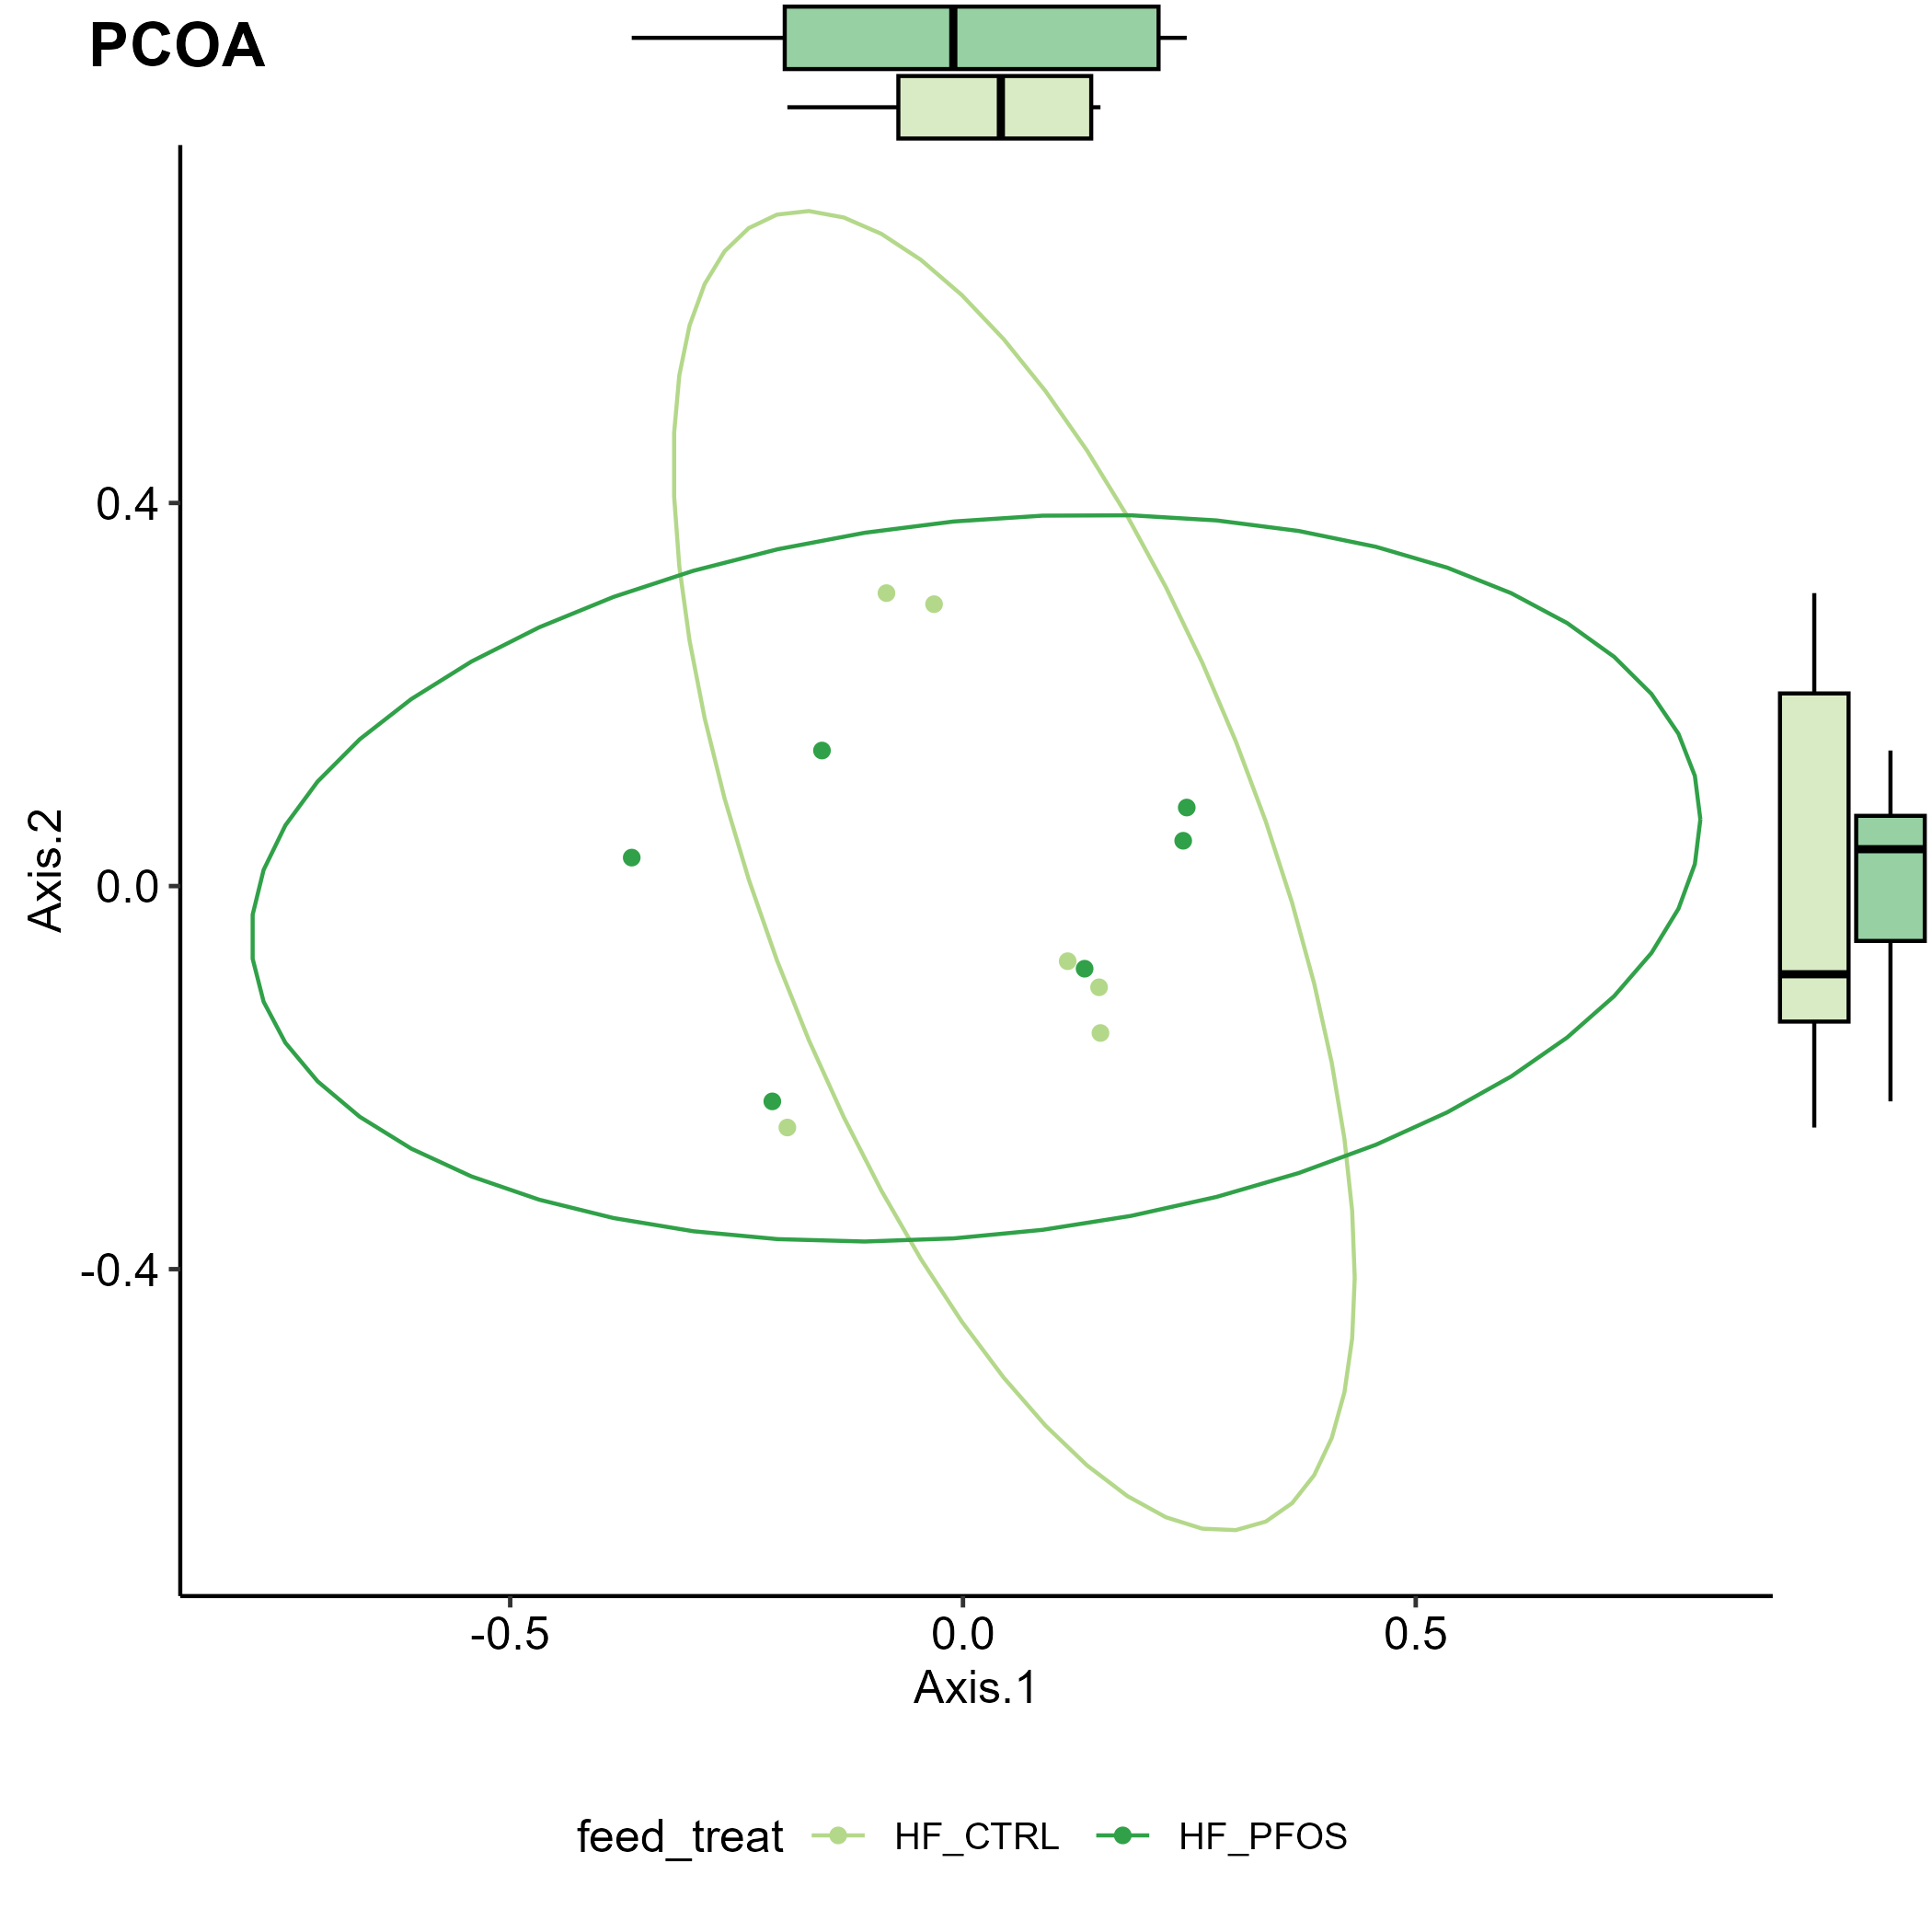 PCOA
0.4
0.0
-0.4
Axis.2
-0.5 0.0 0.5
Axis.1
feed_treat HF_CTRL HF_PFOS